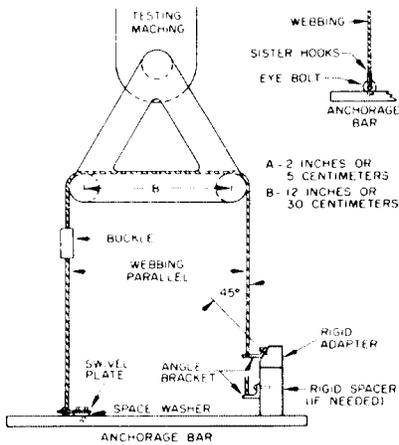 TESTING
MACHING
WEBBING
SISTER HOOKS
EYE BOLT
ANCHORAGE
BAR
A - 2 INCHES OR
5 CENTIMETERS
B - 12 INCHES OR
30 CENTIMETERS
B
BUCKLE
WEBBING
PARALLEL
45°
RIGID
ADAPTER
SWIVEL
PLATE
ANGLE
BRACKET
RIGID SPACER
(IF NEEDED)
SPACE WASHER
ANCHORAGE BAR